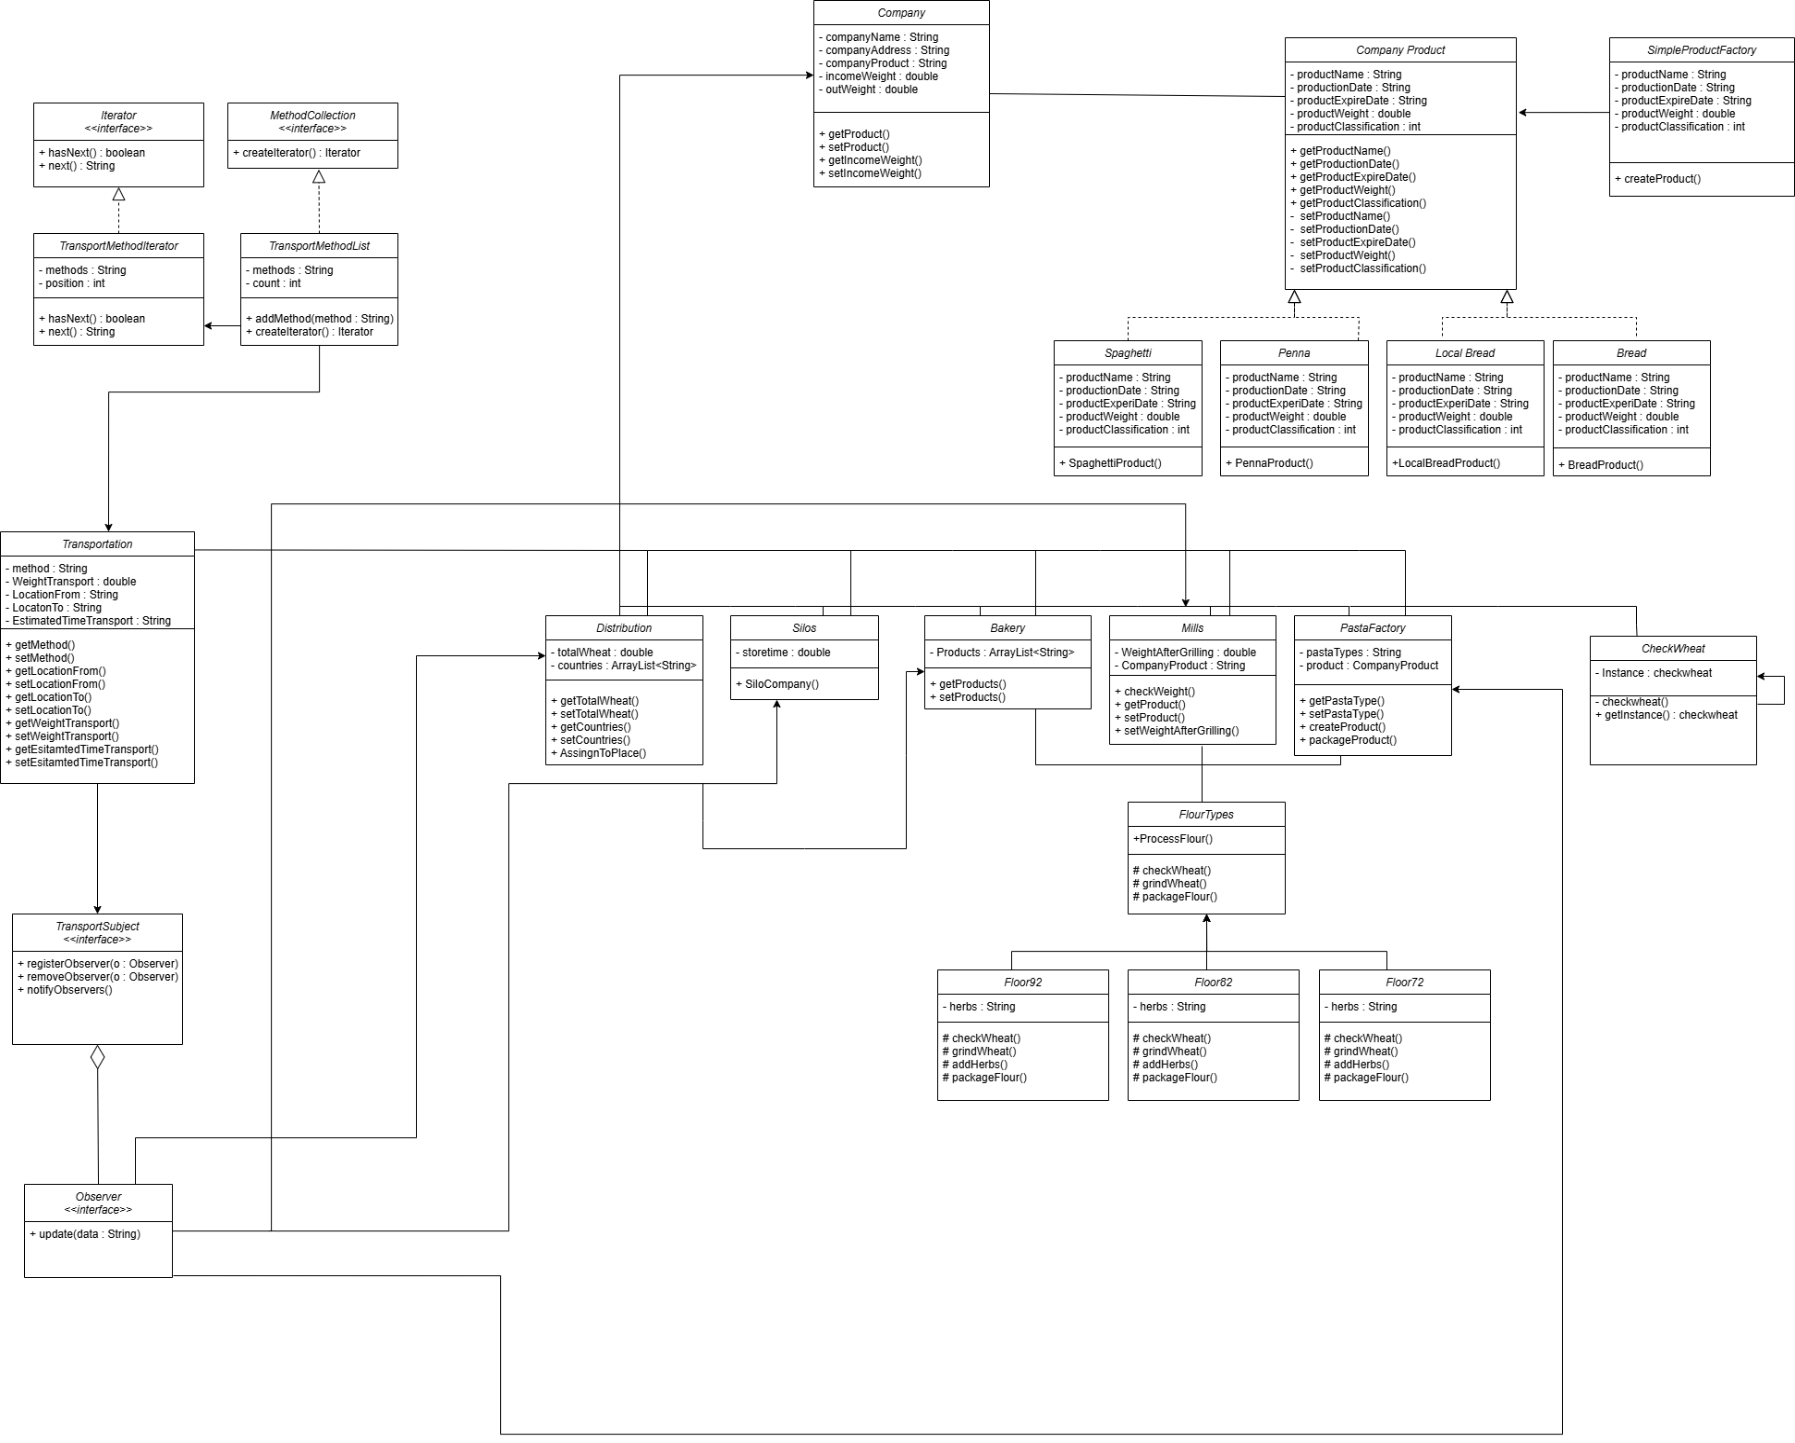 Company
- companyName : String
- companyAddress : String
- companyProduct : String
- incomeWeight : double
- outWeight : double
+ getProduct()
+ setProduct()
+ getIncomeWeight()
+ setIncomeWeight()
Company Product
- productName : String
- productionDate : String
- productExpireDate : String
- productWeight : double
- productClassification : int
+ getProductName()
+ getProductionDate()
+ getProductExpireDate()
+ getProductWeight()
+ getProductClassification()
- setProductName()
- setProductionDate()
- setProductExpireDate()
- setProductWeight()
- setProductClassification()
SimpleProductFactory
- productName : String
- productionDate : String
- productExpireDate : String
- productWeight : double
- productClassification : int
+ createProduct()
Iterator
<<interface>>
+ hasNext() : boolean
+ next() : String
MethodCollection
<<interface>>
+ createIterator() : Iterator
TransportMethodIterator
- methods : String
- position : int
+ hasNext() : boolean
+ next() : String
TransportMethodList
- methods : String
- count : int
+ addMethod(method : String)
+ createIterator() : Iterator
Spaghetti
- productName : String
- productionDate : String
- productExperiDate : String
- productWeight : double
- productClassification : int
+ SpaghettiProduct()
Penna
- productName : String
- productionDate : String
- productExperiDate : String
- productWeight : double
- productClassification : int
+ PennaProduct()
Local Bread
- productName : String
- productionDate : String
- productExperiDate : String
- productWeight : double
- productClassification : int
+LocalBreadProduct()
Bread
- productName : String
- productionDate : String
- productExperiDate : String
- productWeight : double
- productClassification : int
+ BreadProduct()
Transportation
- method : String
- WeightTransport : double
- LocationFrom : String
- LocatonTo : String
- EstimatedTimeTransport : String
+ getMethod()
+ setMethod()
+ getLocationFrom()
+ setLocationFrom()
+ getLocationTo()
+ setLocationTo()
+ getWeightTransport()
+ setWeightTransport()
+ getEsitamtedTimeTransport()
+ setEsitamtedTimeTransport()
Distribution
- totalWheat : double
- countries : ArrayList<String>
+ getTotalWheat()
+ setTotalWheat()
+ getCountries()
+ setCountries()
+ AssingnToPlace()
Silos
- storetime : double
+ SiloCompany()
Bakery
- Products : ArrayList<String>
+ getProducts()
+ setProducts()
Mills
- WeightAfterGrilling : double
- CompanyProduct : String
+ checkWeight()
+ getProduct()
+ setProduct()
+ setWeightAfterGrilling()
PastaFactory
- pastaTypes : String
- product : CompanyProduct
+ getPastaType()
+ setPastaType()
+ createProduct()
+ packageProduct()
CheckWheat
- Instance : checkwheat
- checkwheat()
+ getInstance() : checkwheat
FlourTypes
+ProcessFlour()
# checkWheat()
# grindWheat()
# packageFlour()
TransportSubject
<<interface>>
+ registerObserver(o : Observer)
+ removeObserver(o : Observer)
+ notifyObservers()
Floor92
- herbs : String
# checkWheat()
# grindWheat()
# addHerbs()
# packageFlour()
Floor82
- herbs : String
# checkWheat()
# grindWheat()
# addHerbs()
# packageFlour()
Floor72
- herbs : String
# checkWheat()
# grindWheat()
# addHerbs()
# packageFlour()
Observer
<<interface>>
+ update(data : String)